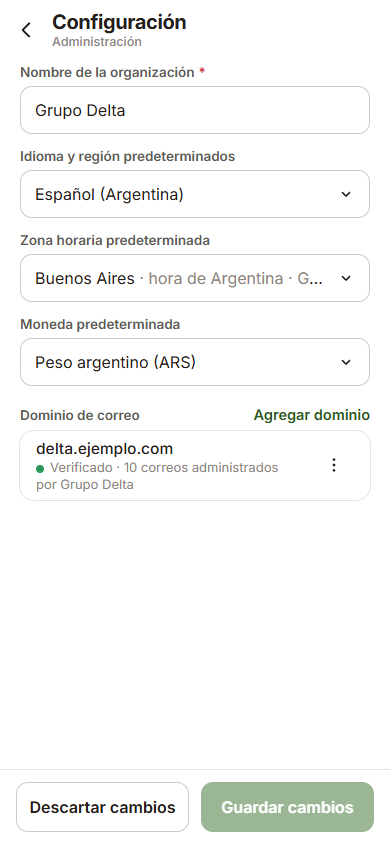 Configuración
Administración
Nombre de la organización *
Grupo Delta
Idioma y región predeterminados
Español (Argentina)
Zona horaria predeterminada
Buenos Aires · hora de Argentina · G...
Moneda predeterminada
Peso argentino (ARS)
Dominio de correo
Agregar dominio
delta.ejemplo.com
Verificado · 10 correos administrados
por Grupo Delta
Descartar cambios
Guardar cambios